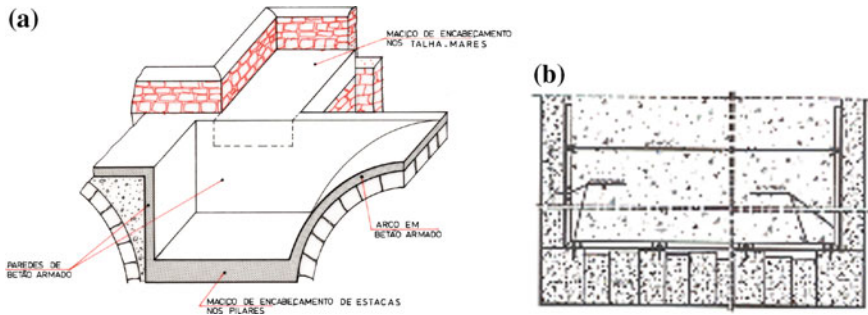 (a)
MACIÇO DE ENCABEÇAMENTO
NOS TALHA-MARES
ARCO EM
BETÃO ARMADO
PAREDES DE
BETÃO ARMADO
MACIÇO DE ENCABEÇAMENTO DE ESTACAS
NOS PILARES
(b)